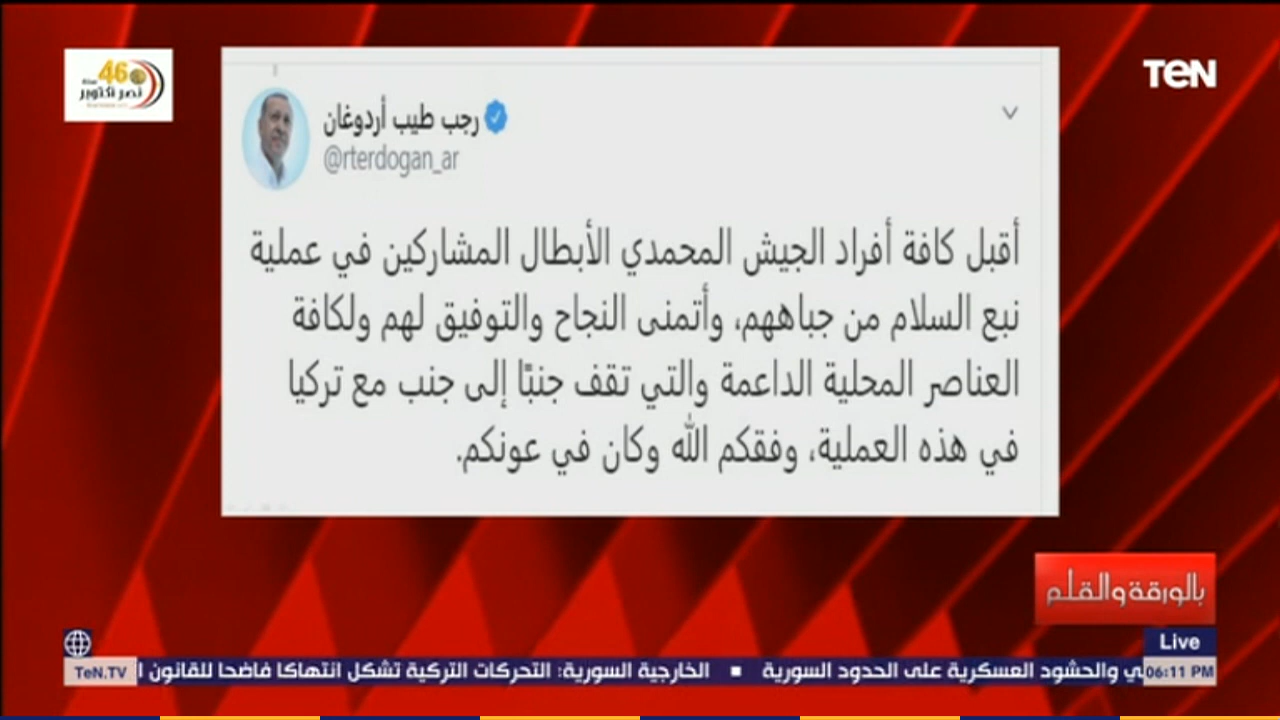 46
سنة
نصر أكتوبر
TEN
رجب طيب أردوغان
@rterdogan_ar
أقبل كافة أفراد الجيش المحمدي الأبطال المشاركين في عملية
نبع السلام من جباههم، وأتمنى النجاح والتوفيق لهم ولكافة
العناصر المحلية الداعمة والتي تقف جنبًا إلى جنب مع تركيا
في هذه العملية، وفقكم الله وكان في عونكم.
بالورقة والقلم
Live
06:11 PM
والحشود العسكرية على الحدود السورية ■ الخارجية السورية: التحركات التركية تشكل انتهاكا فاضحا للقانون
TeN.TV